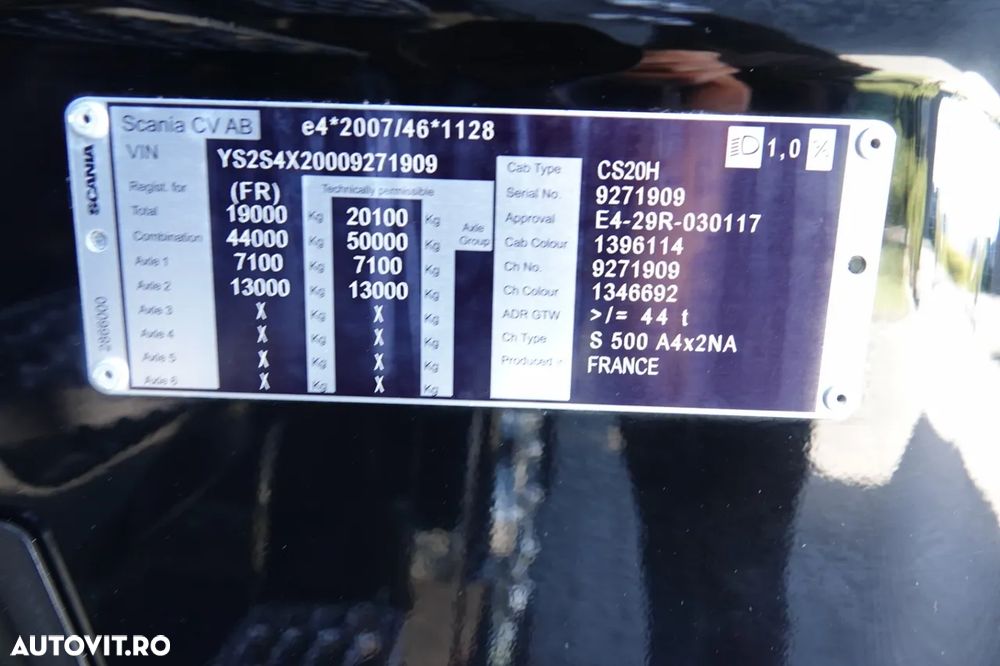 Scania CV AB e4*2007/46*1128
VIN YS2S4X20009271909
1,0 %
Regist. for (FR) Technically permissible
Total 19000 Kg 20100 Kg
Combination 44000 Kg 50000 Kg
Axle 1 7100 Kg 7100 Kg
Axle 2 13000 Kg 13000 Kg
Axle 3 X Kg X Kg
Axle 4 X Kg X Kg
Axle 5 X Kg X Kg
Axle 6 X Kg X Kg
Axle
Group
Cab Type CS20H
Serial No. 9271909
Approval E4-29R-030117
Cab Colour 1396114
Ch No. 9271909
Ch Colour 1346692
ADR GTW >/= 44 t
Ch Type S 500 A4x2NA
Produced FRANCE
SCANIA
2866000
AUTOVIT.RO